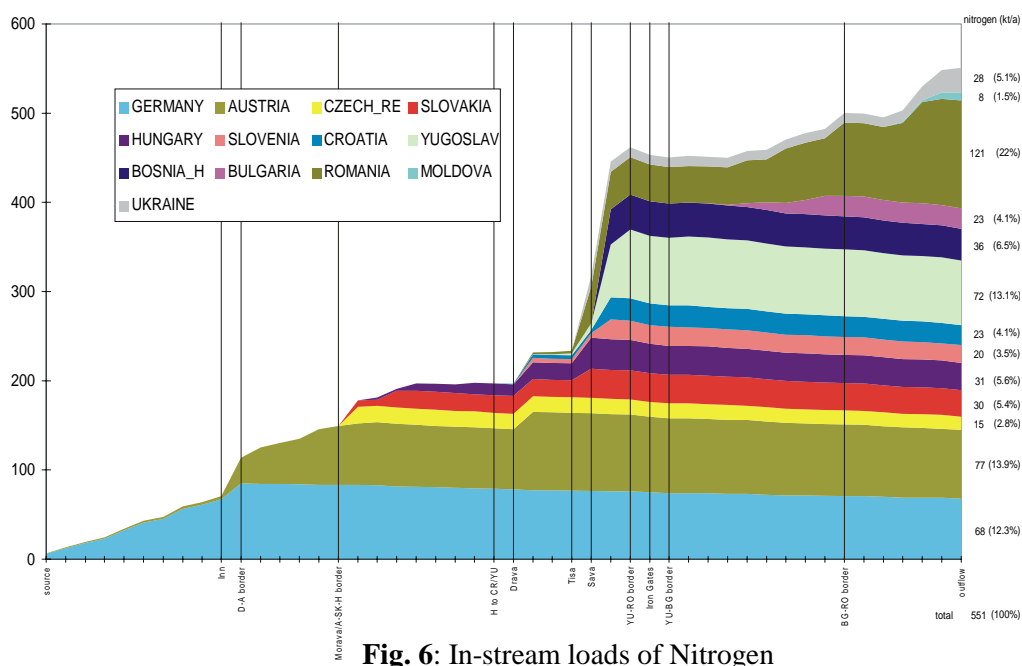 600
500
400
300
200
100
0
nitrogen (kt/a)
GERMANY AUSTRIA CZECH_RE SLOVAKIA
HUNGARY SLOVENIA CROATIA YUGOSLAV
BOSNIA_H BULGARIA ROMANIA MOLDOVA
UKRAINE
28 (5.1%)
8 (1.5%)
121 (22%)
23 (4.1%)
36 (6.5%)
72 (13.1%)
23 (4.1%)
20 (3.5%)
31 (5.6%)
30 (5.4%)
15 (2.8%)
77 (13.9%)
68 (12.3%)
source
Inn
D-A border
Morava/A-SK-H border
H to CR/YU
Drava
Tisa
Sava
YU-RO border
Iron Gates
YU-BG border
BG-RO border
outflow
total 551 (100%)
Fig. 6: In-stream loads of Nitrogen